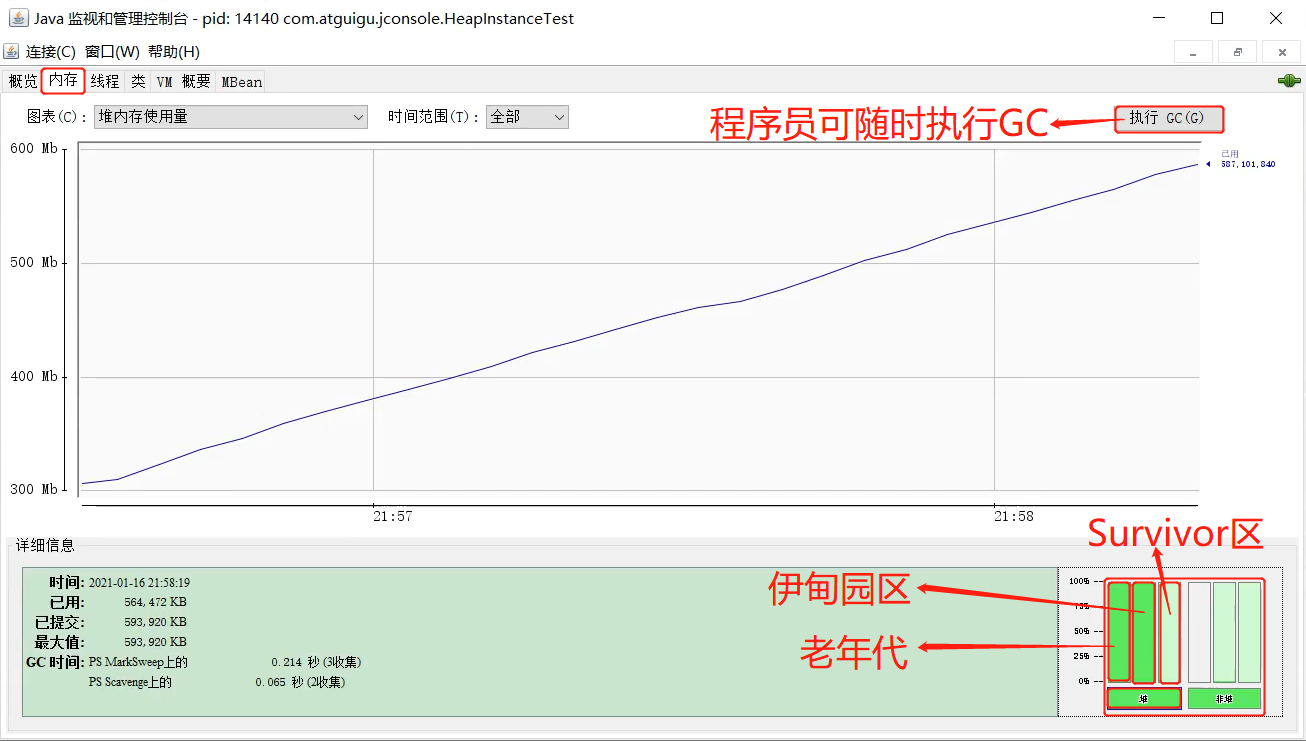 Java 监视和管理控制台 - pid: 14140 com.atguigu.jconsole.HeapInstanceTest
连接(C) 窗口(W) 帮助(H)
概览 内存 线程 类 VM 概要 MBean
图表(C): 堆内存使用量 时间范围(T): 全部 程序员可随时执行GC 执行 GC(G)
600 Mb
已用
587,101,840
500 Mb
400 Mb
300 Mb
21:57 21:58
Survivor区
详细信息
时间: 2021-01-16 21:58:19
已用: 564,472 KB
已提交: 593,920 KB
最大值: 593,920 KB
GC 时间: PS MarkSweep上的 0.214 秒 (3收集)
PS Scavenge上的 0.065 秒 (2收集)
伊甸园区
老年代
100%
75%
50%
25%
0%
堆 非堆